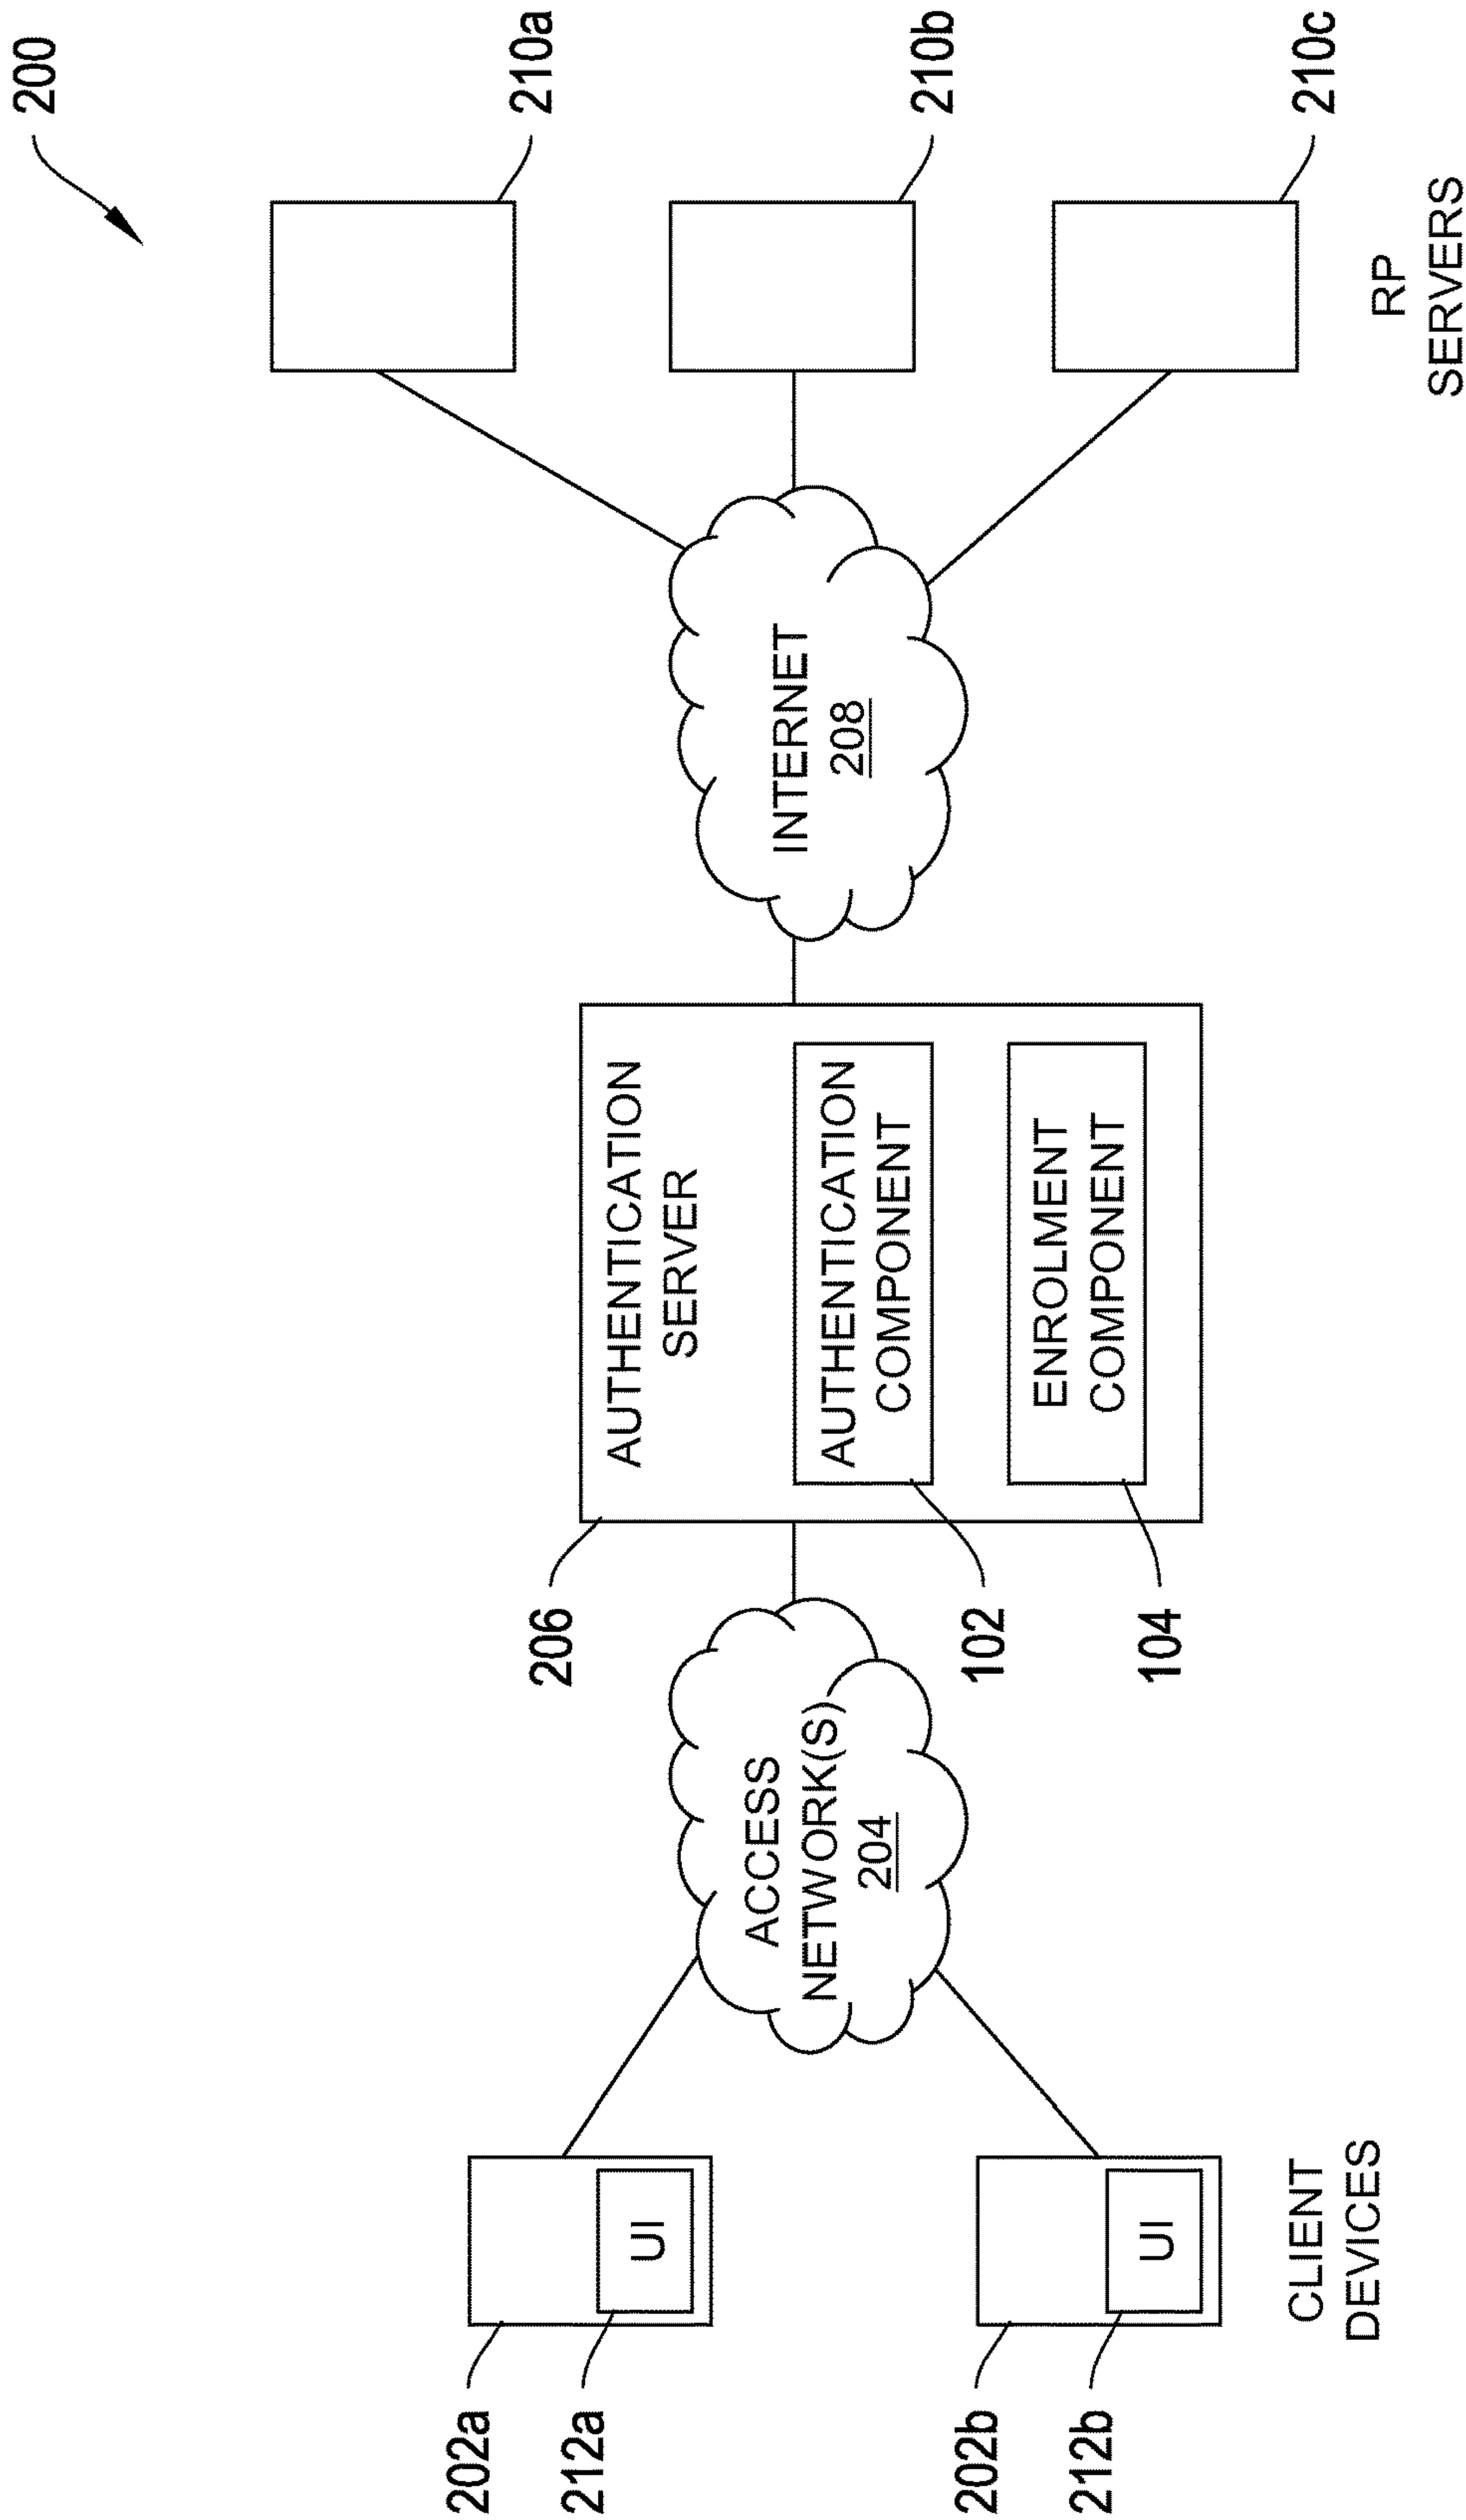 200
202a
212a
UI
202b
212b
UI
CLIENT
DEVICES
ACCESS
NETWORK(S)
204
206
AUTHENTICATION
SERVER
AUTHENTICATION
COMPONENT
102
ENROLMENT
COMPONENT
104
INTERNET
208
210a
210b
210c
RP
SERVERS